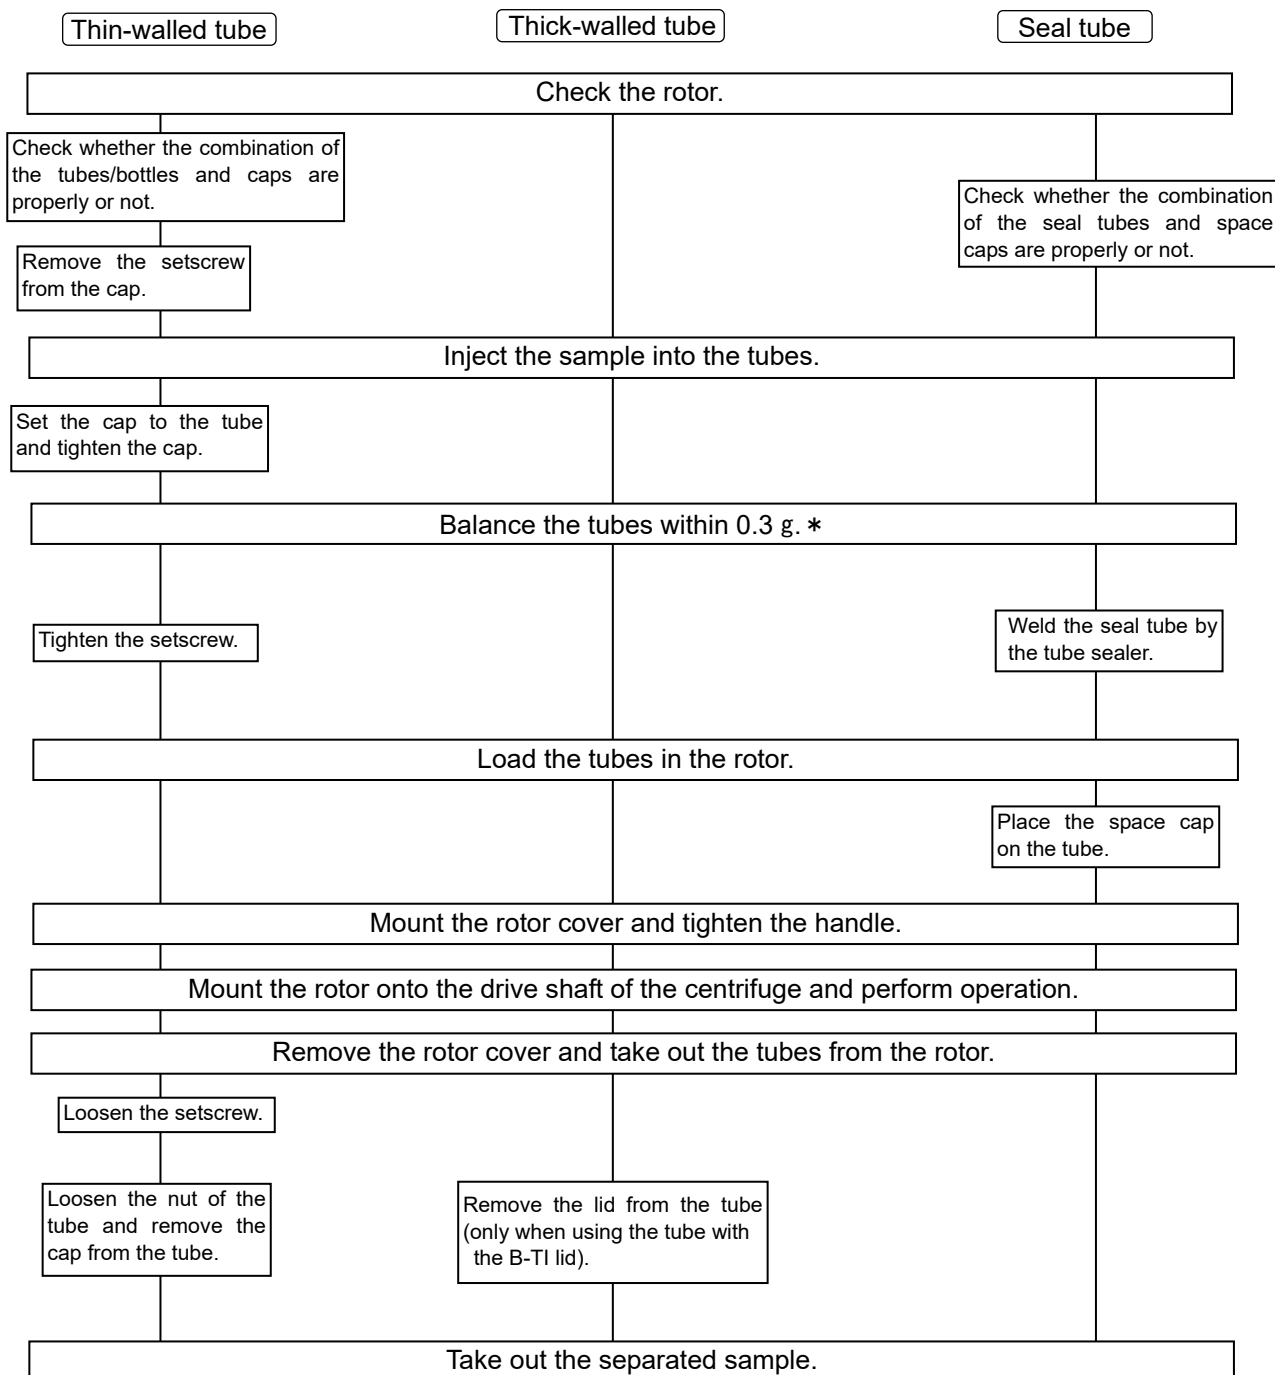 Thin-walled tube
Thick-walled tube
Seal tube
Check the rotor.
Check whether the combination of
the tubes/bottles and caps are
properly or not.
Check whether the combination
of the seal tubes and space
caps are properly or not.
Remove the setscrew
from the cap.
Inject the sample into the tubes.
Set the cap to the tube
and tighten the cap.
Balance the tubes within 0.3 g. *
Tighten the setscrew.
Weld the seal tube by
the tube sealer.
Load the tubes in the rotor.
Place the space cap
on the tube.
Mount the rotor cover and tighten the handle.
Mount the rotor onto the drive shaft of the centrifuge and perform operation.
Remove the rotor cover and take out the tubes from the rotor.
Loosen the setscrew.
Loosen the nut of the
tube and remove the
cap from the tube.
Remove the lid from the tube
(only when using the tube with
the B-TI lid).
Take out the separated sample.